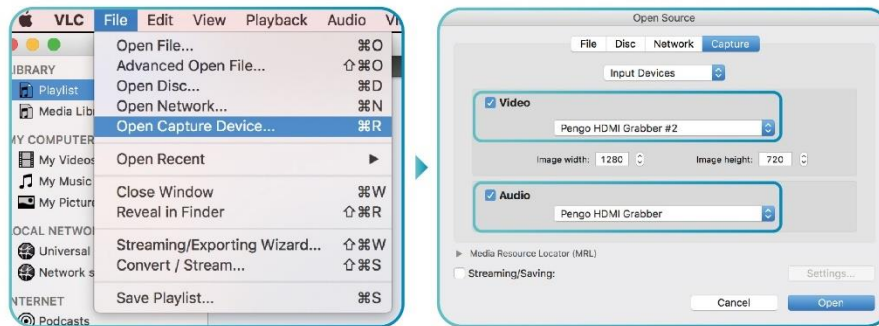 VLC File Edit View Playback Audio
Open File... ⌘O
Advanced Open File... ⇧⌘O
Open Disc... ⌘D
Open Network... ⌘N
Open Capture Device... ⌘R
Open Recent ▶
Close Window ⌘W
Reveal in Finder ⇧⌘R
Streaming/Exporting Wizard... ⇧⌘W
Convert / Stream... ⇧⌘S
Save Playlist... ⌘S
IBRARY
Playlist
Media Lib
MY COMPUTER
My Videos
My Music
My Picture
OCAL NETWO
Universal
Network s
NTERNET
Podcasts
Open Source
File Disc Network Capture
Input Devices
Video
Pengo HDMI Grabber #2
Image width: 1280 Image height: 720
Audio
Pengo HDMI Grabber
Media Resource Locator (MRL)
Streaming/Saving: Settings...
Cancel Open